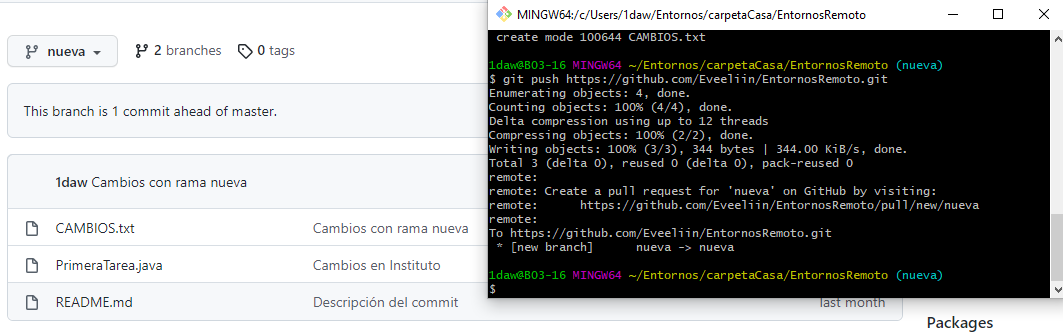 nueva
2 branches
0 tags
This branch is 1 commit ahead of master.
1daw Cambios con rama nueva
CAMBIOS.txt Cambios con rama nueva
PrimeraTarea.java Cambios en Instituto
README.md Descripción del commit last month
Packages
MINGW64:/c/Users/1daw/Entornos/carpetaCasa/EntornosRemoto
create mode 100644 CAMBIOS.txt
1daw@B03-16 MINGW64 ~/Entornos/carpetaCasa/EntornosRemoto (nueva)
$ git push https://github.com/Eveeliin/EntornosRemoto.git
Enumerating objects: 4, done.
Counting objects: 100% (4/4), done.
Delta compression using up to 12 threads
Compressing objects: 100% (2/2), done.
Writing objects: 100% (3/3), 344 bytes | 344.00 KiB/s, done.
Total 3 (delta 0), reused 0 (delta 0), pack-reused 0
remote:
remote: Create a pull request for 'nueva' on GitHub by visiting:
remote:      https://github.com/Eveeliin/EntornosRemoto/pull/new/nueva
remote:
To https://github.com/Eveeliin/EntornosRemoto.git
 * [new branch]      nueva -> nueva
1daw@B03-16 MINGW64 ~/Entornos/carpetaCasa/EntornosRemoto (nueva)
$